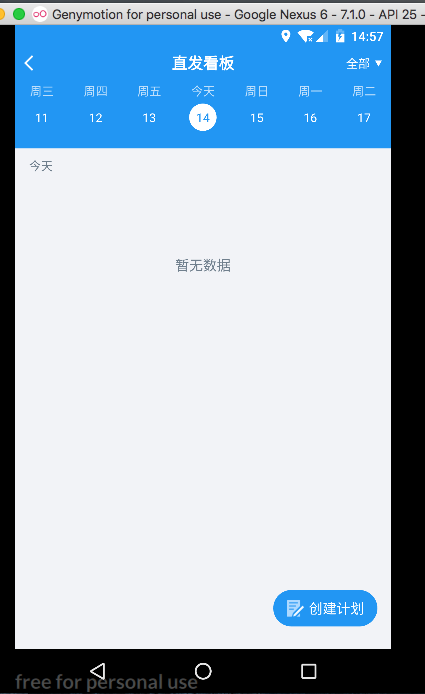 Genymotion for personal use - Google Nexus 6 - 7.1.0 - API 25 -
14:57
直发看板
全部
周三 周四 周五 今天 周日 周一 周二
11 12 13 14 15 16 17
今天
暂无数据
创建计划
free for personal use